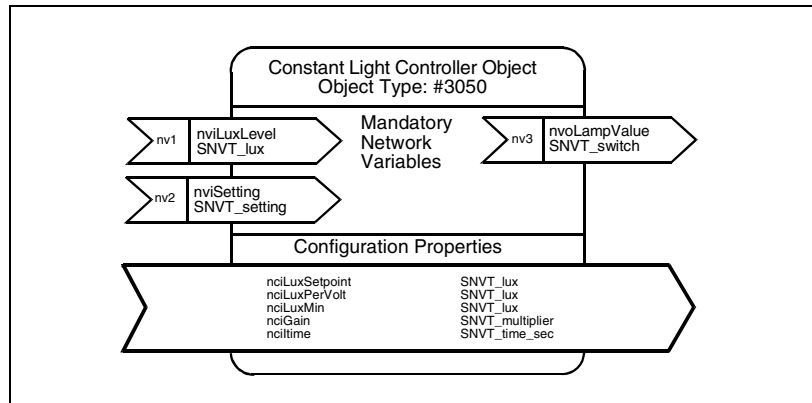 Constant Light Controller Object
Object Type: #3050
nv1
nviLuxLevel
SNVT_lux
Mandatory
Network
Variables
nv3
nvoLampValue
SNVT_switch
nv2
nviSetting
SNVT_setting
Configuration Properties
nciLuxSetpoint SNVT_lux
nciLuxPerVolt SNVT_lux
nciLuxMin SNVT_lux
nciGain SNVT_multiplier
nciItime SNVT_time_sec